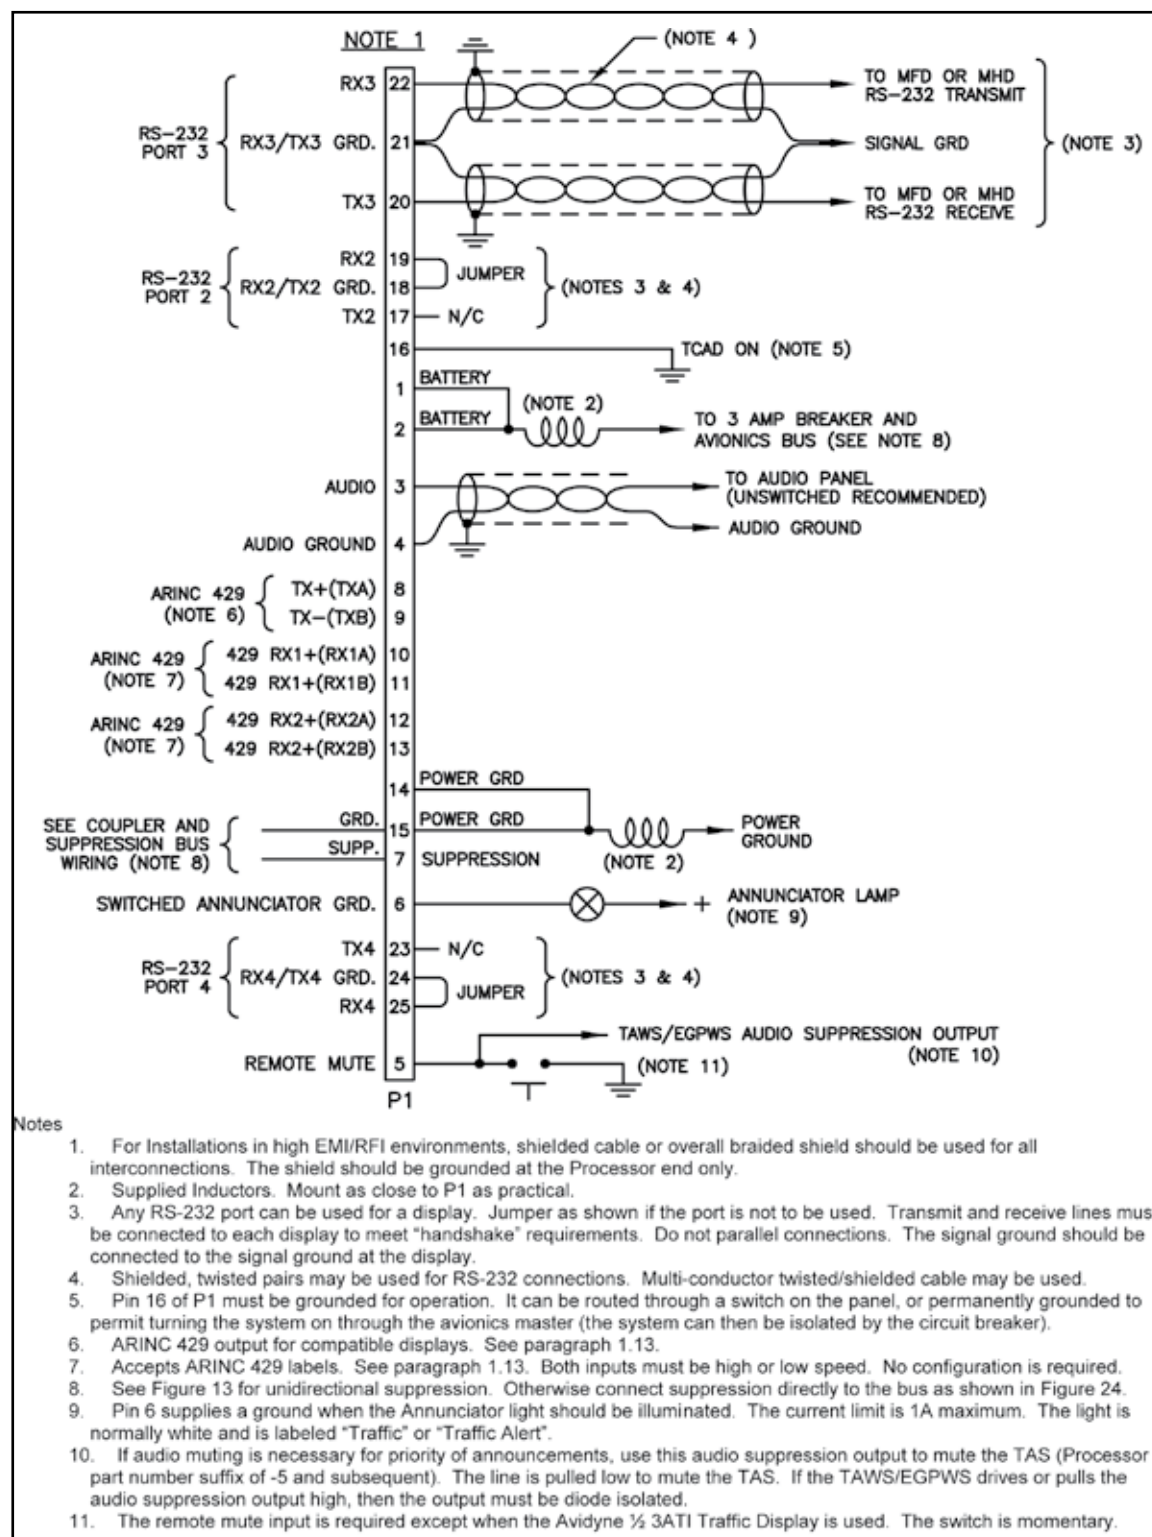 NOTE 1
(NOTE 4 )
RX3 22
TO MFD OR MHD
RS-232 TRANSMIT
RS-232
PORT 3
RX3/TX3 GRD. 21
SIGNAL GRD
(NOTE 3)
TX3 20
TO MFD OR MHD
RS-232 RECEIVE
RX2 19
JUMPER
RS-232
PORT 2
RX2/TX2 GRD. 18
(NOTES 3 & 4)
TX2 17 N/C
16
TCAD ON (NOTE 5)
1 BATTERY
2 BATTERY
(NOTE 2)
TO 3 AMP BREAKER AND
AVIONICS BUS (SEE NOTE 8)
AUDIO 3
TO AUDIO PANEL
(UNSWITCHED RECOMMENDED)
AUDIO GROUND
AUDIO GROUND 4
ARINC 429
(NOTE 6)
TX+(TXA) 8
TX-(TXB) 9
ARINC 429
(NOTE 7)
429 RX1+(RX1A) 10
429 RX1+(RX1B) 11
ARINC 429
(NOTE 7)
429 RX2+(RX2A) 12
429 RX2+(RX2B) 13
14 POWER GRD
SEE COUPLER AND
SUPPRESSION BUS
WIRING (NOTE 8)
GRD. 15 POWER GRD
POWER
GROUND
SUPP. 7 SUPPRESSION
(NOTE 2)
SWITCHED ANNUNCIATOR GRD. 6
+ ANNUNCIATOR LAMP
(NOTE 9)
TX4 23 N/C
RS-232
PORT 4
RX4/TX4 GRD. 24
JUMPER
(NOTES 3 & 4)
RX4 25
TAWS/EGPWS AUDIO SUPPRESSION OUTPUT
(NOTE 10)
REMOTE MUTE 5
(NOTE 11)
P1
Notes
1. For Installations in high EMI/RFI environments, shielded cable or overall braided shield should be used for all
interconnections. The shield should be grounded at the Processor end only.
2. Supplied Inductors. Mount as close to P1 as practical.
3. Any RS-232 port can be used for a display. Jumper as shown if the port is not to be used. Transmit and receive lines mus
be connected to each display to meet “handshake” requirements. Do not parallel connections. The signal ground should be
connected to the signal ground at the display.
4. Shielded, twisted pairs may be used for RS-232 connections. Multi-conductor twisted/shielded cable may be used.
5. Pin 16 of P1 must be grounded for operation. It can be routed through a switch on the panel, or permanently grounded to
permit turning the system on through the avionics master (the system can then be isolated by the circuit breaker).
6. ARINC 429 output for compatible displays. See paragraph 1.13.
7. Accepts ARINC 429 labels. See paragraph 1.13. Both inputs must be high or low speed. No configuration is required.
8. See Figure 13 for unidirectional suppression. Otherwise connect suppression directly to the bus as shown in Figure 24.
9. Pin 6 supplies a ground when the Annunciator light should be illuminated. The current limit is 1A maximum. The light is
normally white and is labeled “Traffic” or “Traffic Alert”.
10. If audio muting is necessary for priority of announcements, use this audio suppression output to mute the TAS (Processor
part number suffix of -5 and subsequent). The line is pulled low to mute the TAS. If the TAWS/EGPWS drives or pulls the
audio suppression output high, then the output must be diode isolated.
11. The remote mute input is required except when the Avidyne ½ 3ATI Traffic Display is used. The switch is momentary.